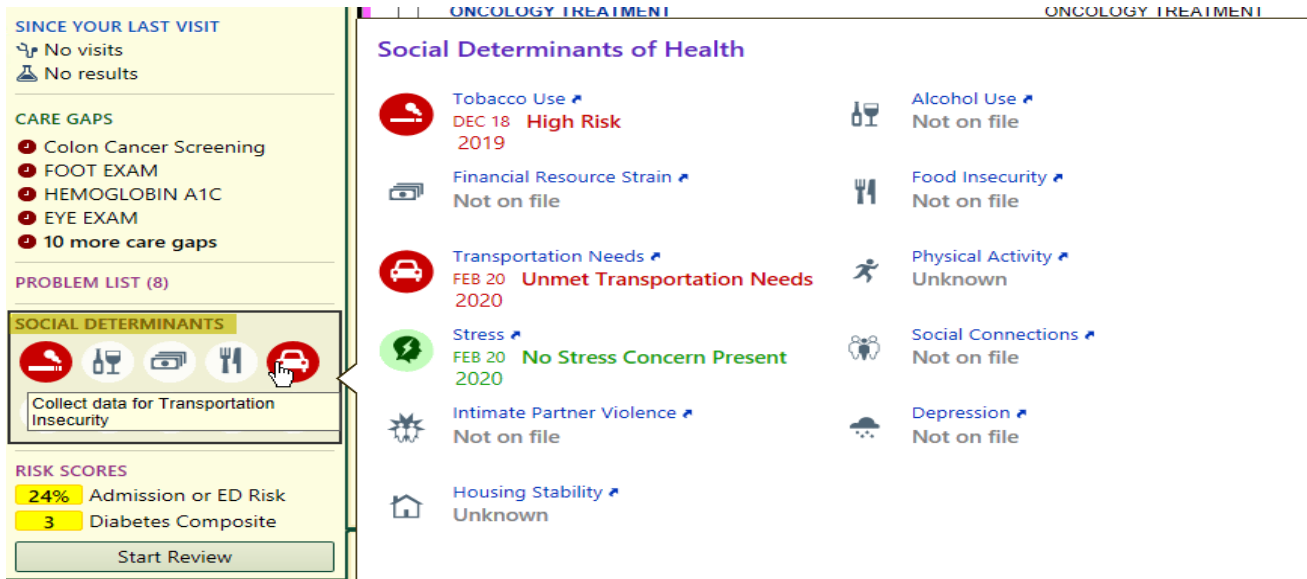 SINCE YOUR LAST VISIT
No visits
No results
CARE GAPS
Colon Cancer Screening
FOOT EXAM
HEMOGLOBIN A1C
EYE EXAM
10 more care gaps
PROBLEM LIST (8)
SOCIAL DETERMINANTS
Collect data for Transportation
Insecurity
RISK SCORES
24% Admission or ED Risk
3 Diabetes Composite
Start Review
ONCOLOGY TREATMENT ONCOLOGY TREATMENT
Social Determinants of Health
Tobacco Use
DEC 18 High Risk
2019
Alcohol Use
Not on file
Financial Resource Strain
Not on file
Food Insecurity
Not on file
Transportation Needs
FEB 20 Unmet Transportation Needs
2020
Physical Activity
Unknown
Stress
FEB 20 No Stress Concern Present
2020
Social Connections
Not on file
Intimate Partner Violence
Not on file
Depression
Not on file
Housing Stability
Unknown